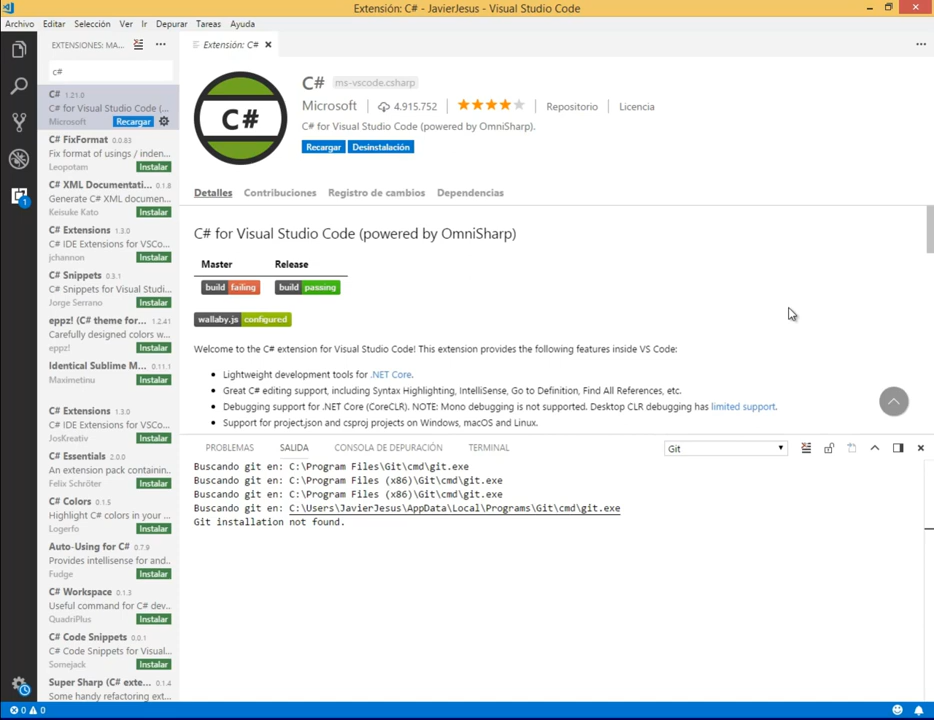 Extensión: C# - JavierJesus - Visual Studio Code
Archivo Editar Selección Ver Ir Depurar Tareas Ayuda
EXTENSIONES: MA...
c#
C# 1.21.0
C# for Visual Studio Code (...
Microsoft Recargar
C# FixFormat 0.0.83
Fix format of usings / inden...
Leopotam Instalar
C# XML Documentati... 0.1.8
Generate C# XML documen...
Keisuke Kato Instalar
C# Extensions 1.3.0
C# IDE Extensions for VSCo...
jchannon Instalar
C# Snippets 0.3.1
C# Snippets for Visual Studi...
Jorge Serrano Instalar
eppz! (C# theme for... 1.2.41
Carefully designed colors w...
eppz! Instalar
Identical Sublime M... 0.11.1
Maximetinu Instalar
C# Extensions 1.3.0
C# IDE Extensions for VSCo...
JosKreativ Instalar
C# Essentials 2.0.0
An extension pack containin...
Felix Schröter Instalar
C# Colors 0.1.5
Highlight C# colors in your ...
Logerfo Instalar
Auto-Using for C# 0.7.9
Provides intellisense for and...
Fudge Instalar
C# Workspace 0.1.3
Useful command for C# dev...
QuadriPlus Instalar
C# Code Snippets 0.0.1
C# Code Snippets for Visual...
Somejack Instalar
Super Sharp (C# exte... 0.1.4
Some handy refactoring ext...
1
Extensión: C#
C#
C# ms-vscode.csharp
Microsoft 4.915.752 Repositorio Licencia
C# for Visual Studio Code (powered by OmniSharp).
Recargar Desinstalación
Detalles Contribuciones Registro de cambios Dependencias
C# for Visual Studio Code (powered by OmniSharp)
Master Release
build failing build passing
wallaby.js configured
Welcome to the C# extension for Visual Studio Code! This extension provides the following features inside VS Code:
• Lightweight development tools for .NET Core.
• Great C# editing support, including Syntax Highlighting, IntelliSense, Go to Definition, Find All References, etc.
• Debugging support for .NET Core (CoreCLR). NOTE: Mono debugging is not supported. Desktop CLR debugging has limited support.
• Support for project.json and csproj projects on Windows, macOS and Linux.
PROBLEMAS SALIDA CONSOLA DE DEPURACIÓN TERMINAL Git
Buscando git en: C:\Program Files\Git\cmd\git.exe
Buscando git en: C:\Program Files (x86)\Git\cmd\git.exe
Buscando git en: C:\Program Files (x86)\Git\cmd\git.exe
Buscando git en: C:\Users\JavierJesus\AppData\Local\Programs\Git\cmd\git.exe
Git installation not found.
0 0